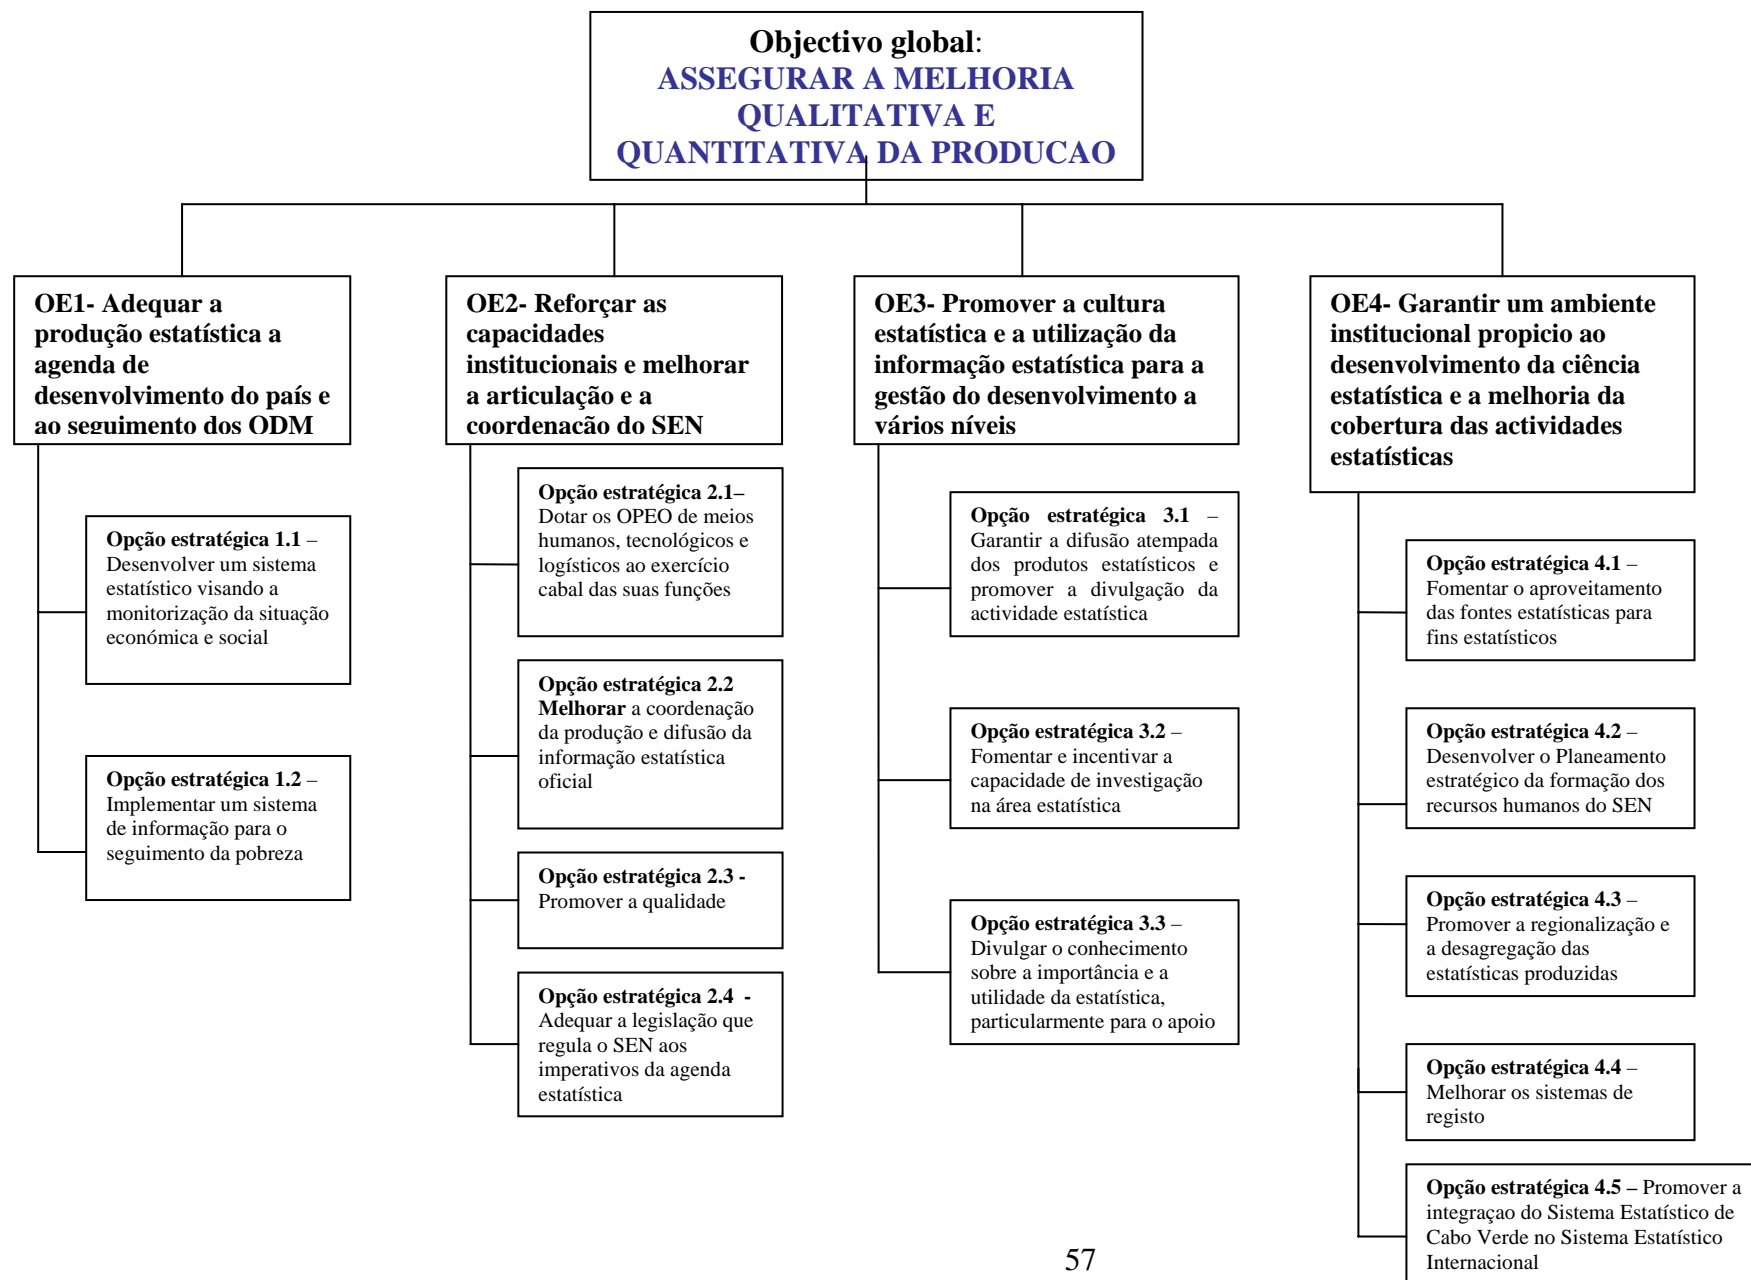 Objectivo global:
ASSEGURAR A MELHORIA
QUALITATIVA E
QUANTITATIVA DA PRODUCAO
OE1- Adequar a
produção estatística a
agenda de
desenvolvimento do país e
ao seguimento dos ODM
Opção estratégica 1.1 –
Desenvolver um sistema
estatístico visando a
monitorização da situação
económica e social
Opção estratégica 1.2 –
Implementar um sistema
de informação para o
seguimento da pobreza
OE2- Reforçar as
capacidades
institucionais e melhorar
a articulação e a
coordenação do SEN
Opção estratégica 2.1–
Dotar os OPEO de meios
humanos, tecnológicos e
logísticos ao exercício
cabal das suas funções
Opção estratégica 2.2
Melhorar a coordenação
da produção e difusão da
informação estatística
oficial
Opção estratégica 2.3 -
Promover a qualidade
Opção estratégica 2.4 -
Adequar a legislação que
regula o SEN aos
imperativos da agenda
estatística
OE3- Promover a cultura
estatística e a utilização da
informação estatística para a
gestão do desenvolvimento a
vários níveis
Opção estratégica 3.1 –
Garantir a difusão atempada
dos produtos estatísticos e
promover a divulgação da
actividade estatística
Opção estratégica 3.2 –
Fomentar e incentivar a
capacidade de investigação
na área estatística
Opção estratégica 3.3 –
Divulgar o conhecimento
sobre a importância e a
utilidade da estatística,
particularmente para o apoio
OE4- Garantir um ambiente
institucional propicio ao
desenvolvimento da ciência
estatística e a melhoria da
cobertura das actividades
estatísticas
Opção estratégica 4.1 –
Fomentar o aproveitamento
das fontes estatísticas para
fins estatísticos
Opção estratégica 4.2 –
Desenvolver o Planeamento
estratégico da formação dos
recursos humanos do SEN
Opção estratégica 4.3 –
Promover a regionalização e
a desagregação das
estatísticas produzidas
Opção estratégica 4.4 –
Melhorar os sistemas de
registo
Opção estratégica 4.5 – Promover a
integraçao do Sistema Estatístico de
Cabo Verde no Sistema Estatístico
Internacional
57